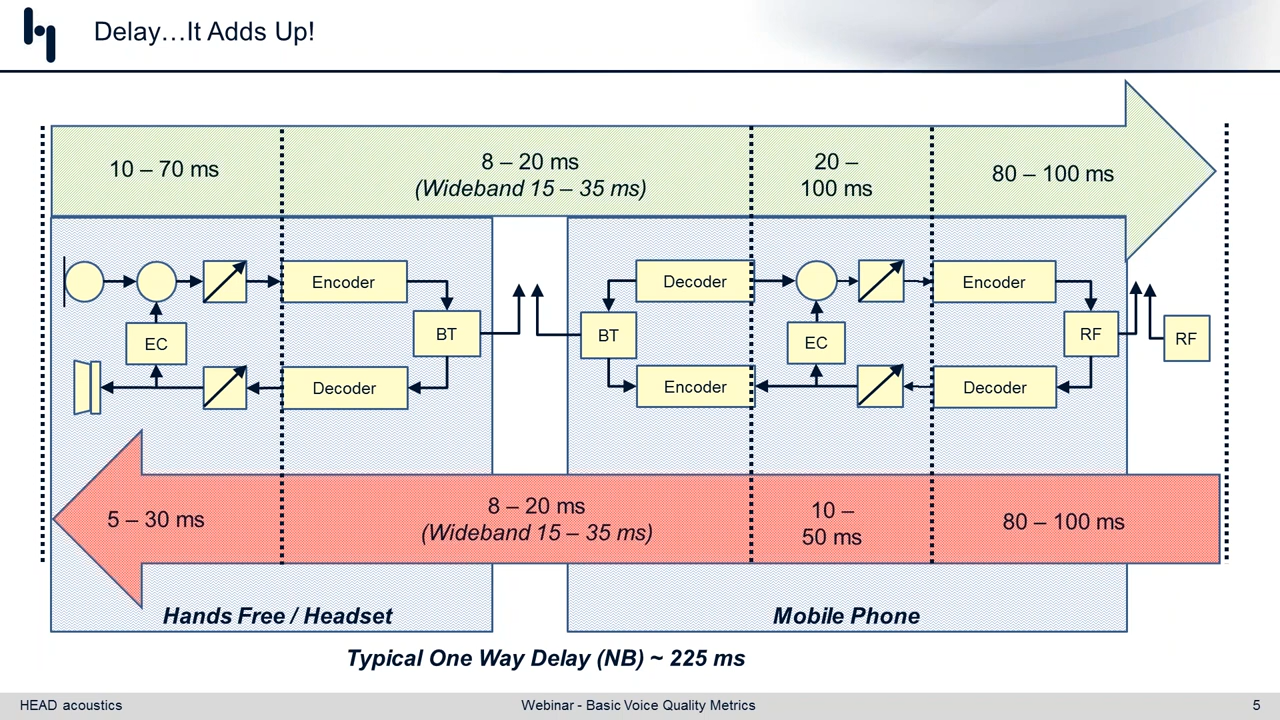 Delay…It Adds Up!
10 – 70 ms
8 – 20 ms
(Wideband 15 – 35 ms)
20 –
100 ms
80 – 100 ms
Encoder
Decoder
Encoder
EC
BT
BT
EC
RF
RF
Decoder
Encoder
Decoder
5 – 30 ms
8 – 20 ms
(Wideband 15 – 35 ms)
10 –
50 ms
80 – 100 ms
Hands Free / Headset
Mobile Phone
Typical One Way Delay (NB) ~ 225 ms
HEAD acoustics
Webinar - Basic Voice Quality Metrics
5